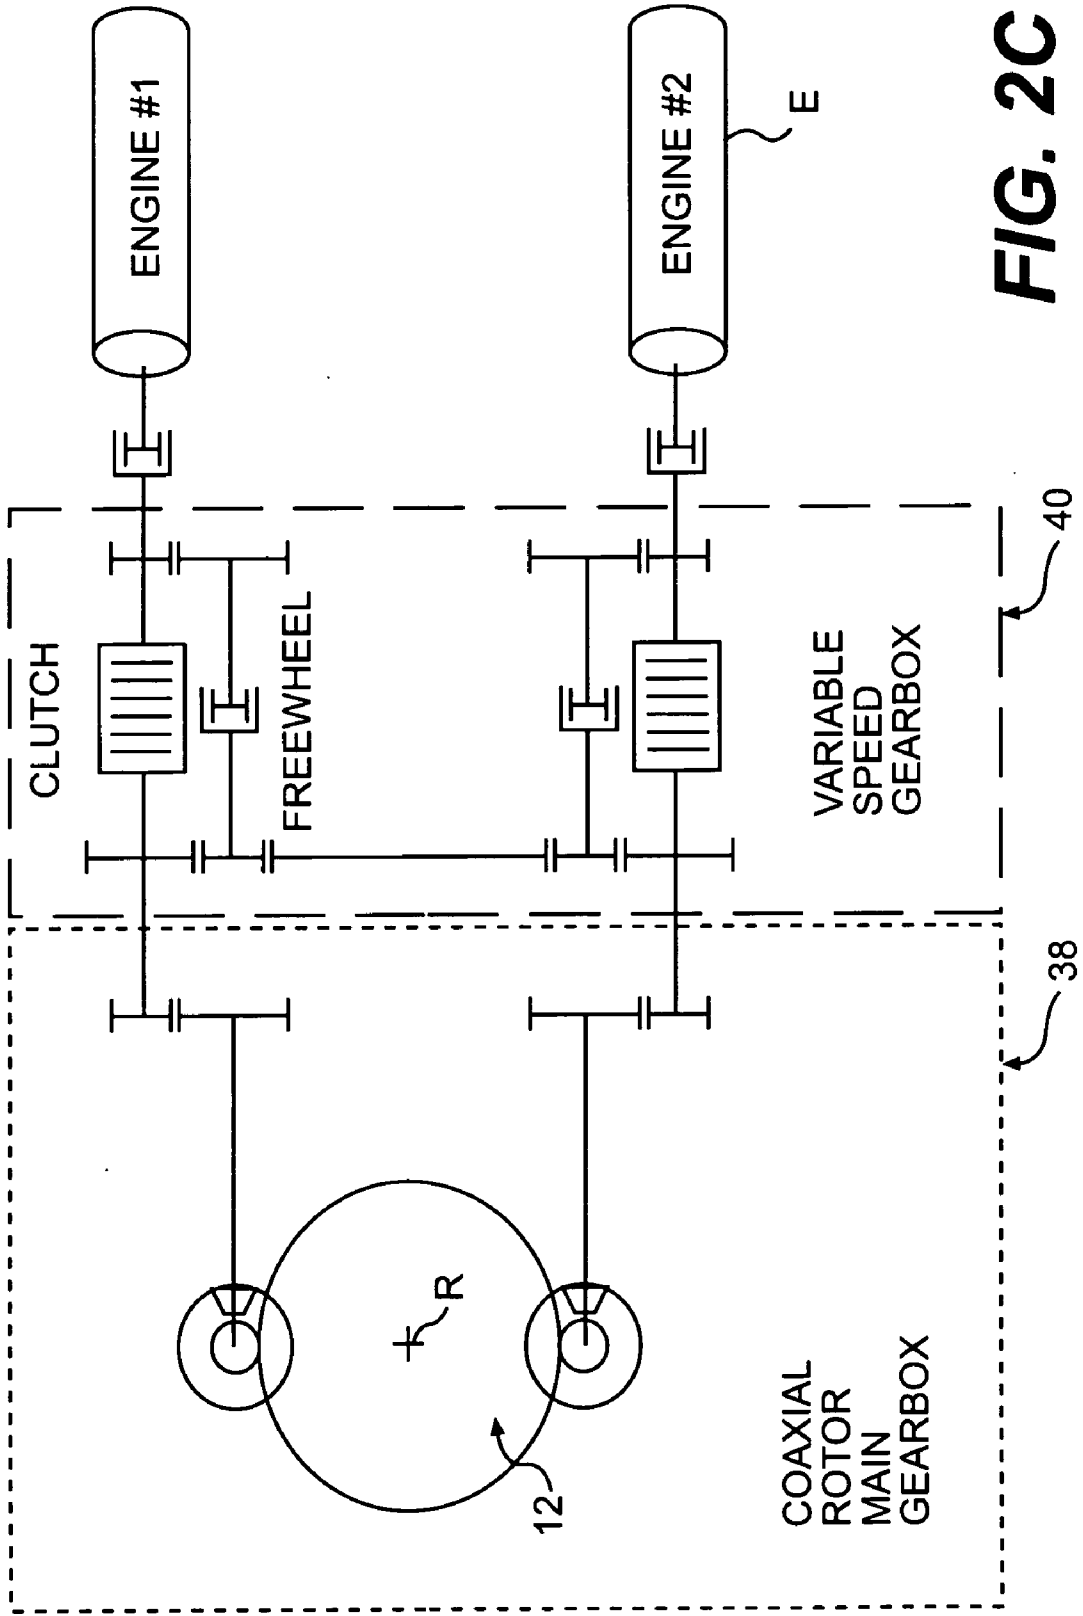 ENGINE #1
ENGINE #2
E
CLUTCH
FREEWHEEL
VARIABLE
SPEED
GEARBOX
40
R
12
COAXIAL
ROTOR
MAIN
GEARBOX
38
FIG. 2C